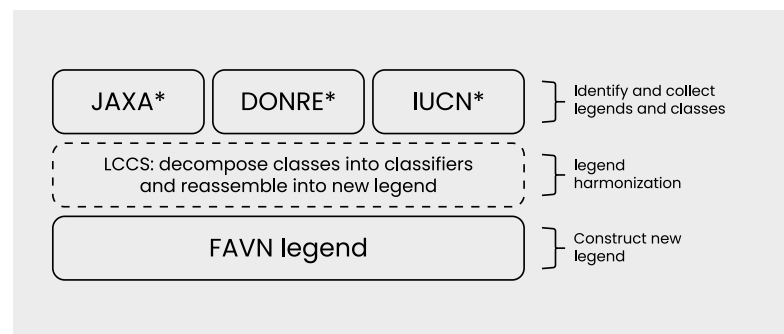 JAXA* DONRE* IUCN*
Identify and collect
legends and classes
LCCS: decompose classes into classifiers
and reassemble into new legend
legend
harmonization
FAVN legend
Construct new
legend